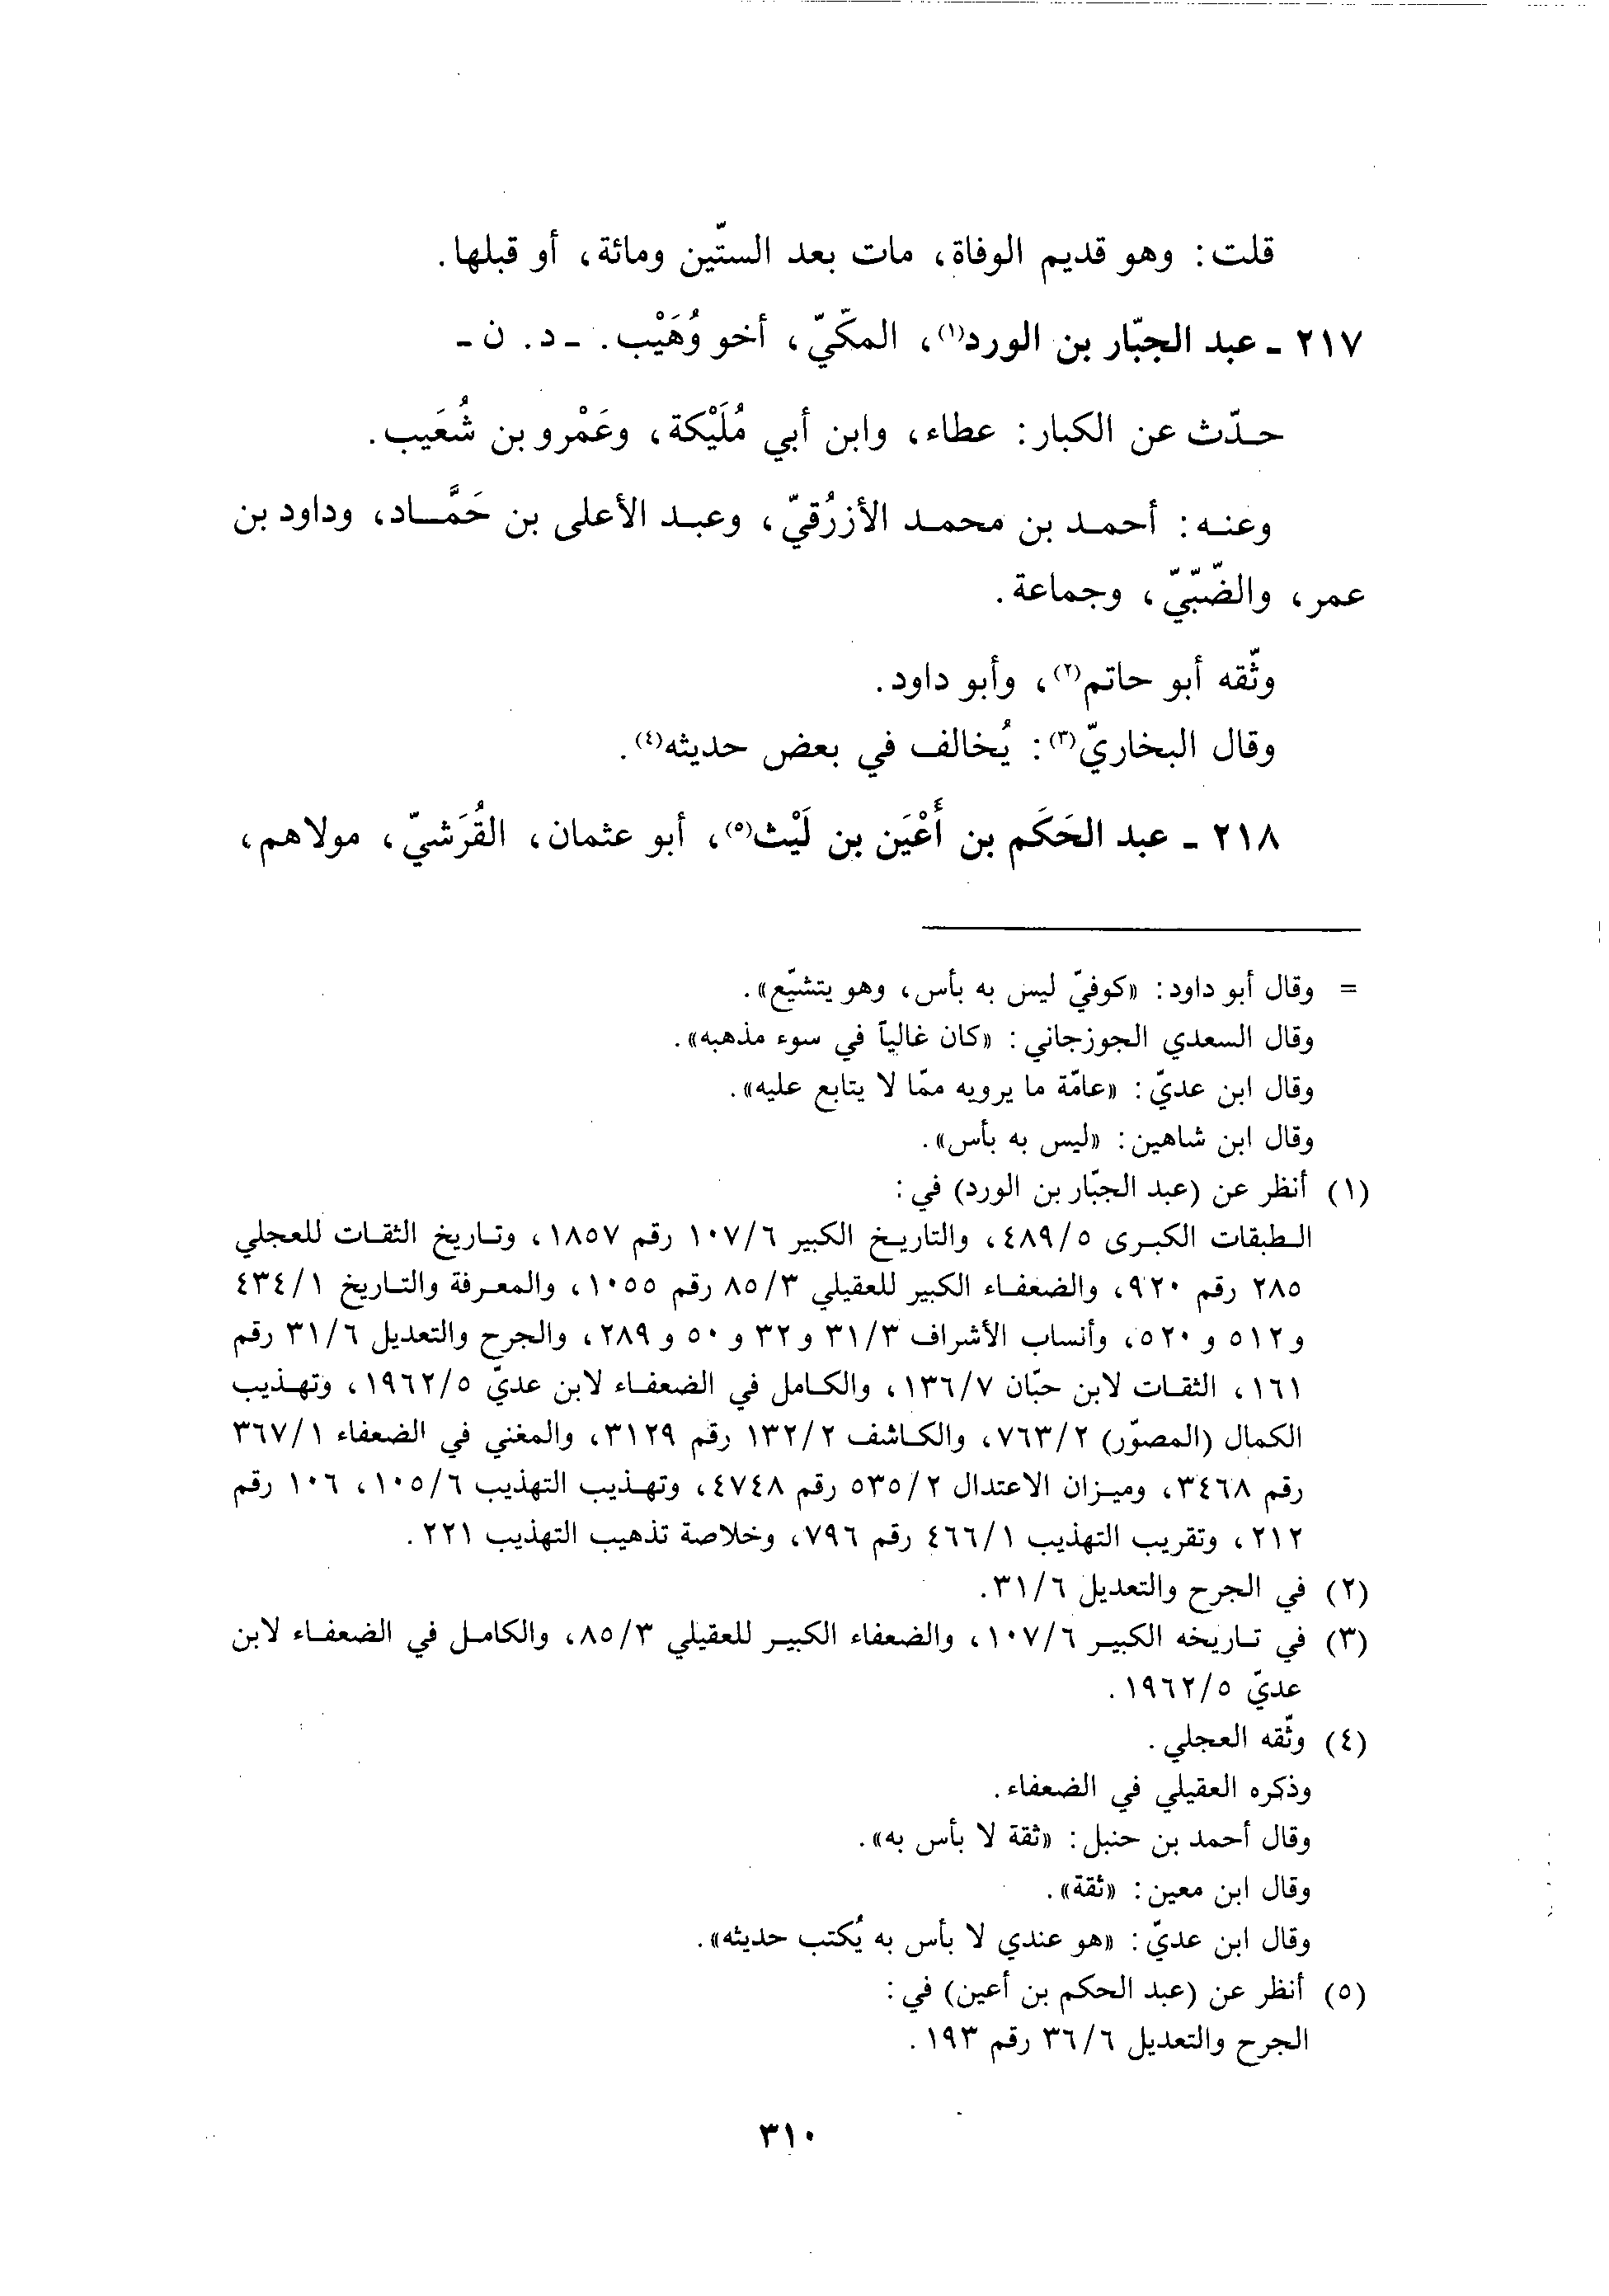 قلت: وهو قديم الوفاة، مات بعد الستّين ومائة، أو قبلها.
٢١٧ ـ عبد الجبّار بن الورد(١)، المكّيّ، أخو وُهَيْب. ـ د. ن ـ
حدّث عن الكبار: عطاء، وابن أبي مُلَيْكة، وعَمْرو بن شُعَيب.
وعنه: أحمد بن محمد الأزرُقيّ، وعبد الأعلى بن حَمَّاد، وداود بن
عمر، والضّبّيّ، وجماعة.
وثّقه أبو حاتم(٢)، وأبو داود.
وقال البخاريّ(٣): يُخالف في بعض حديثه(٤).
٢١٨ ـ عبد الحَكَم بن أَعْيَن بن لَيْث(٥)، أبو عثمان، القُرَشيّ، مولاهم،
= وقال أبو داود: «كوفيّ ليس به بأس، وهو يتشيّع».
وقال السعدي الجوزجاني: «كان غالياً في سوء مذهبه».
وقال ابن عديّ: «عامّة ما يرويه ممّا لا يتابع عليه».
وقال ابن شاهين: «ليس به بأس».
(١) أنظر عن (عبد الجبّار بن الورد) في:
الطبقات الكبرى ٤٨٩/٥، والتاريخ الكبير ١٠٧/٦ رقم ١٨٥٧، وتاريخ الثقات للعجلي
٢٨٥ رقم ٩٢٠، والضعفاء الكبير للعقيلي ٨٥/٣ رقم ١٠٥٥، والمعرفة والتاريخ ٤٣٤/١
و٥١٢ و٥٢٠، وأنساب الأشراف ٣١/٣ و٣٢ و٥٠ و٢٨٩، والجرح والتعديل ٣١/٦ رقم
١٦١، الثقات لابن حبّان ١٣٦/٧، والكامل في الضعفاء لابن عديّ ١٩٦٢/٥، وتهذيب
الكمال (المصوّر) ٧٦٣/٢، والكاشف ١٣٢/٢ رقم ٣١٢٩، والمغني في الضعفاء ٣٦٧/١
رقم ٣٤٦٨، وميزان الاعتدال ٥٣٥/٢ رقم ٤٧٤٨، وتهذيب التهذيب ١٠٥/٦، ١٠٦ رقم
٢١٢، وتقريب التهذيب ٤٦٦/١ رقم ٧٩٦، وخلاصة تذهيب التهذيب ٢٢١.
(٢) في الجرح والتعديل ٣١/٦.
(٣) في تاريخه الكبير ١٠٧/٦، والضعفاء الكبير للعقيلي ٨٥/٣، والكامل في الضعفاء لابن
عديّ ١٩٦٢/٥.
(٤) وثّقه العجلي.
وذكره العقيلي في الضعفاء.
وقال أحمد بن حنبل: «ثقة لا بأس به».
وقال ابن معين: «ثقة».
وقال ابن عديّ: «هو عندي لا بأس به يُكتب حديثه».
(٥) أنظر عن (عبد الحكم بن أعين) في:
الجرح والتعديل ٣٦/٦ رقم ١٩٣.
٣١٠